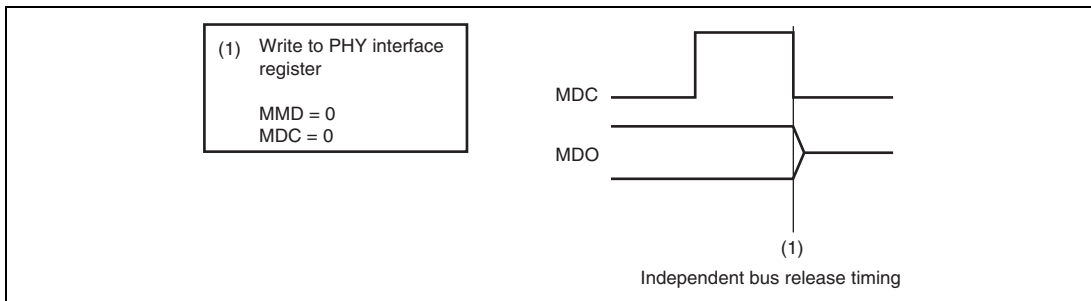 (1) Write to PHY interface
register
MMD = 0
MDC = 0
MDC
MDO
(1)
Independent bus release timing